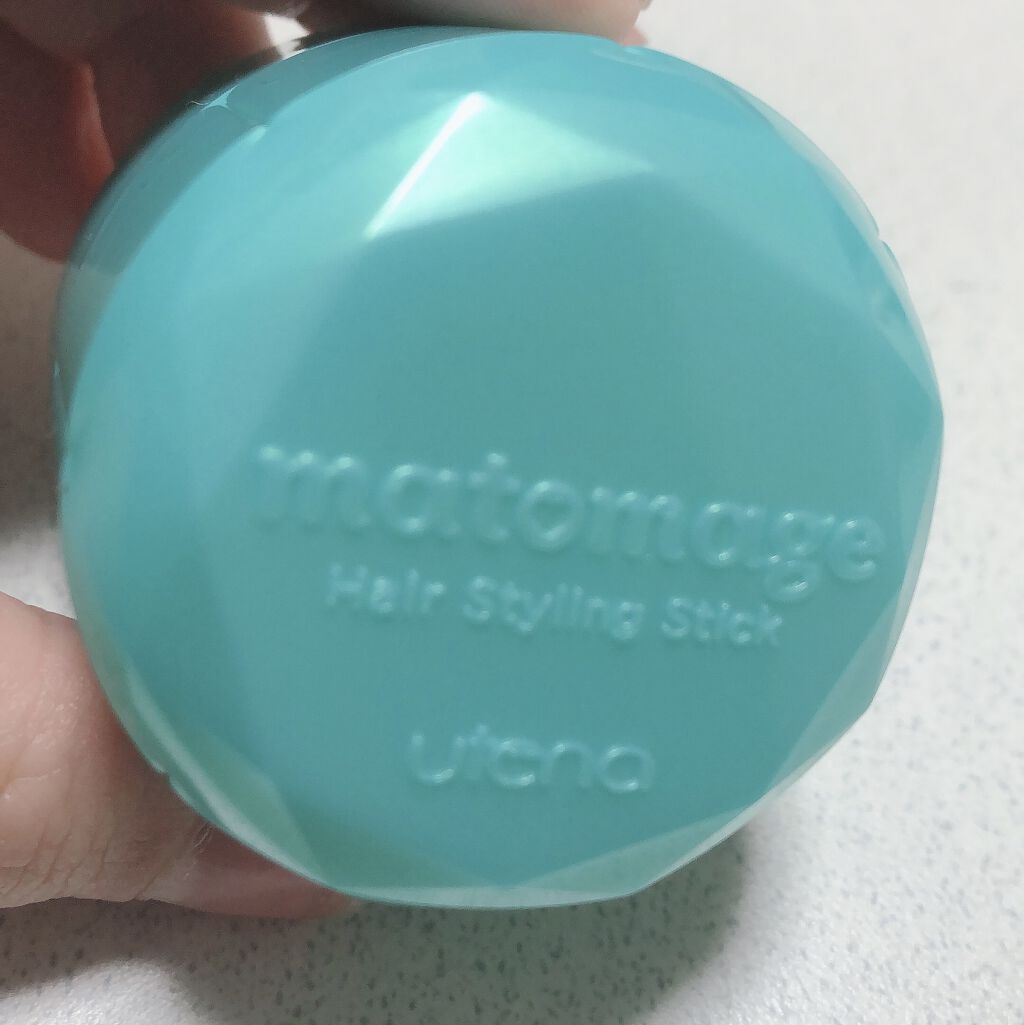 matomage
Hair Styling Stick
utena